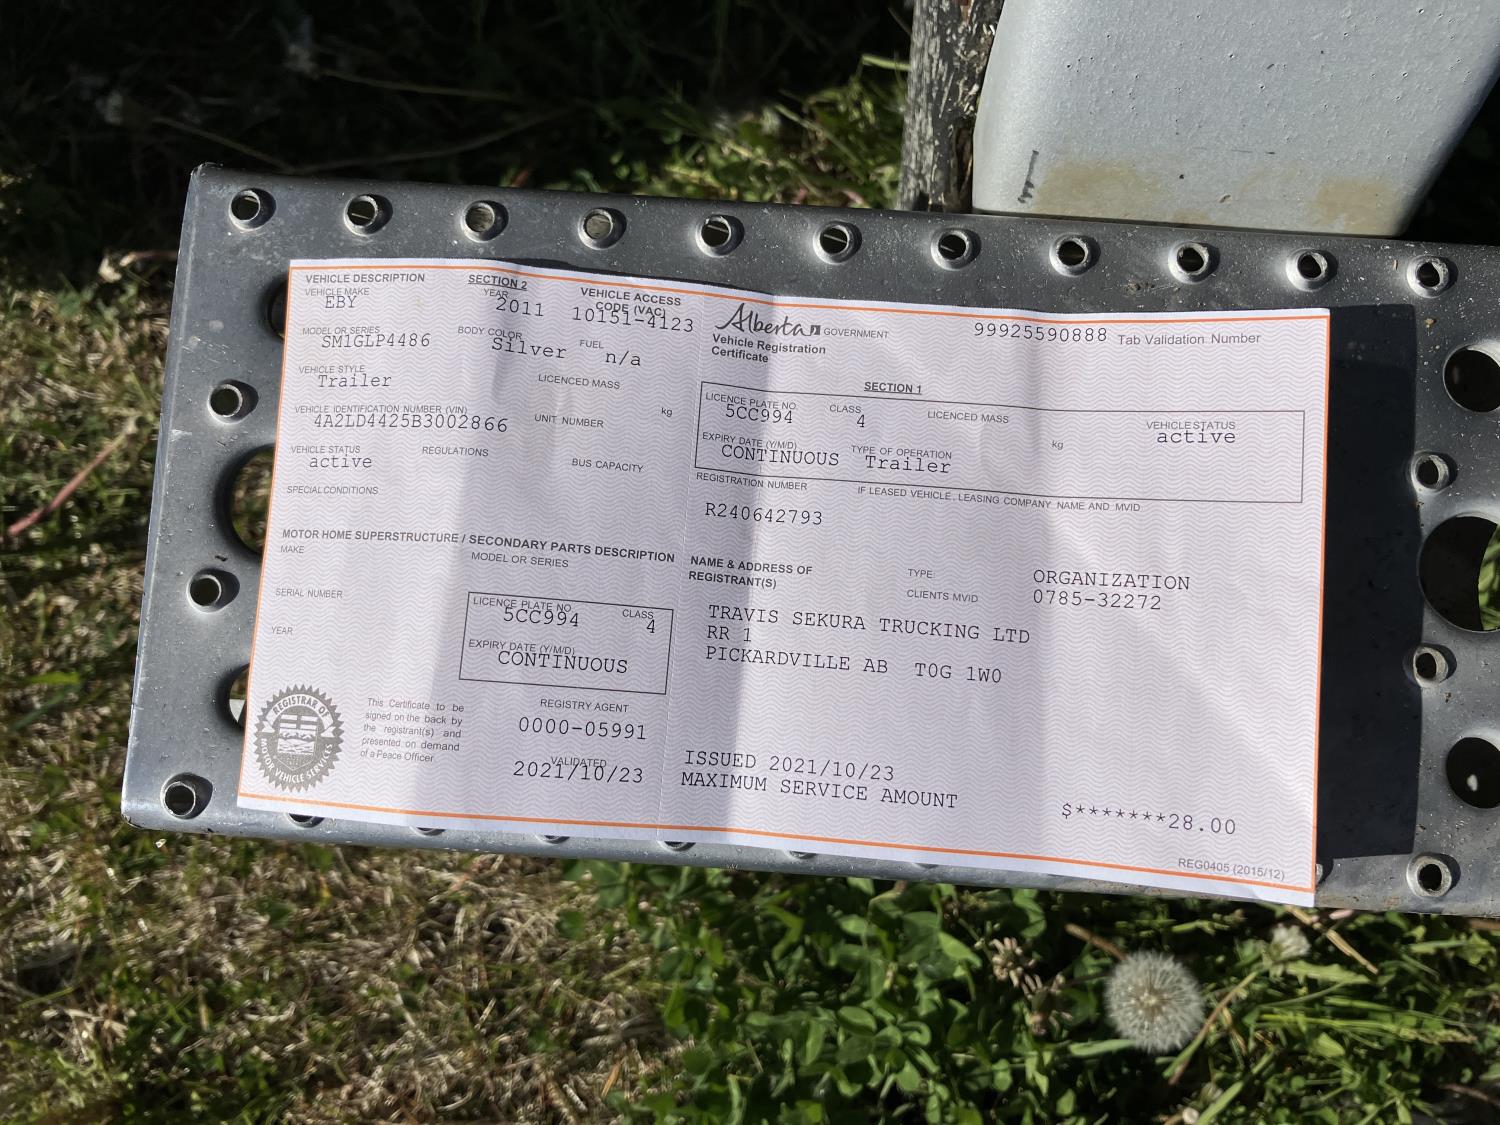 VEHICLE DESCRIPTION
SECTION 2
VEHICLE MAKE
EBY
YEAR
2011
VEHICLE ACCESS
CODE (VAC)
10151-4123
MODEL OR SERIES
SM1GLP4486
BODY COLOR
Silver
FUEL
n/a
VEHICLE STYLE
Trailer
LICENCED MASS
kg
VEHICLE IDENTIFICATION NUMBER (VIN)
4A2LD4425B3002866
UNIT NUMBER
VEHICLE STATUS
active
REGULATIONS
BUS CAPACITY
SPECIAL CONDITIONS
MOTOR HOME SUPERSTRUCTURE / SECONDARY PARTS DESCRIPTION
MAKE
MODEL OR SERIES
SERIAL NUMBER
YEAR
LICENCE PLATE NO.
5CC994
CLASS
4
EXPIRY DATE (Y/M/D)
CONTINUOUS
REGISTRAR OF
MOTOR VEHICLE SERVICES
This Certificate to be
signed on the back by
the registrant(s) and
presented on demand
of a Peace Officer
REGISTRY AGENT
0000-05991
VALIDATED
2021/10/23
Alberta GOVERNMENT
Vehicle Registration
Certificate
99925590888 Tab Validation Number
SECTION 1
LICENCE PLATE NO.
5CC994
CLASS
4
LICENCED MASS
kg
VEHICLE STATUS
active
EXPIRY DATE (Y/M/D)
CONTINUOUS
TYPE OF OPERATION
Trailer
REGISTRATION NUMBER
R240642793
IF LEASED VEHICLE, LEASING COMPANY NAME AND MVID
NAME & ADDRESS OF
REGISTRANT(S)
TYPE: ORGANIZATION
CLIENTS MVID 0785-32272
TRAVIS SEKURA TRUCKING LTD
RR 1
PICKARDVILLE AB T0G 1W0
ISSUED 2021/10/23
MAXIMUM SERVICE AMOUNT
$*******28.00
REG0405 (2015/12)